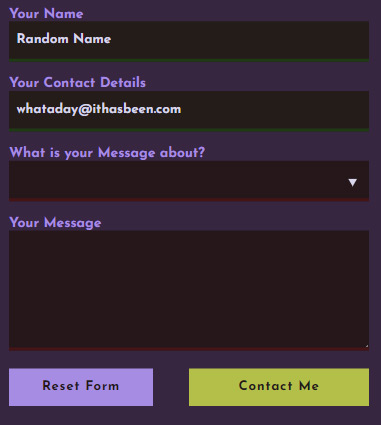 Your Name
Random Name
Your Contact Details
whataday@ithasbeen.com
What is your Message about?
Your Message
Reset Form
Contact Me